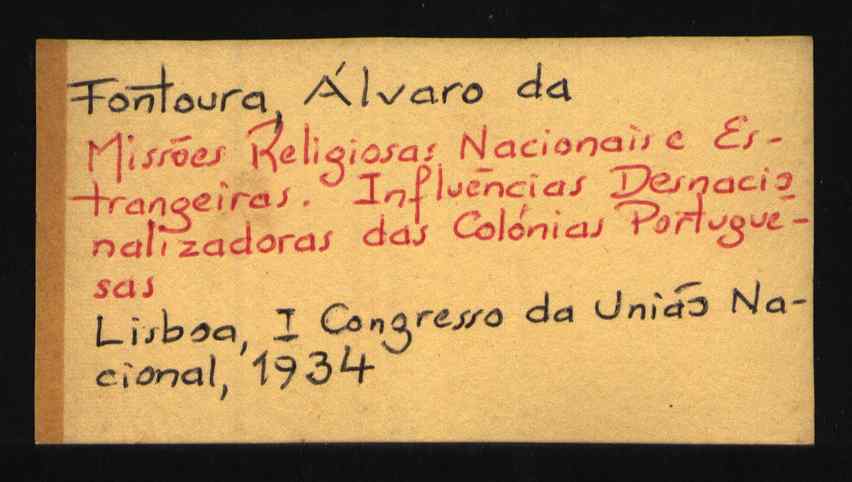 Fontoura, Álvaro da
Missões Religiosas Nacionais e Es-
trangeiras. Influências Desnacio
nalizadoras das Colónias Portugue-
sas
Lisboa, I Congresso da União Na-
cional, 1934